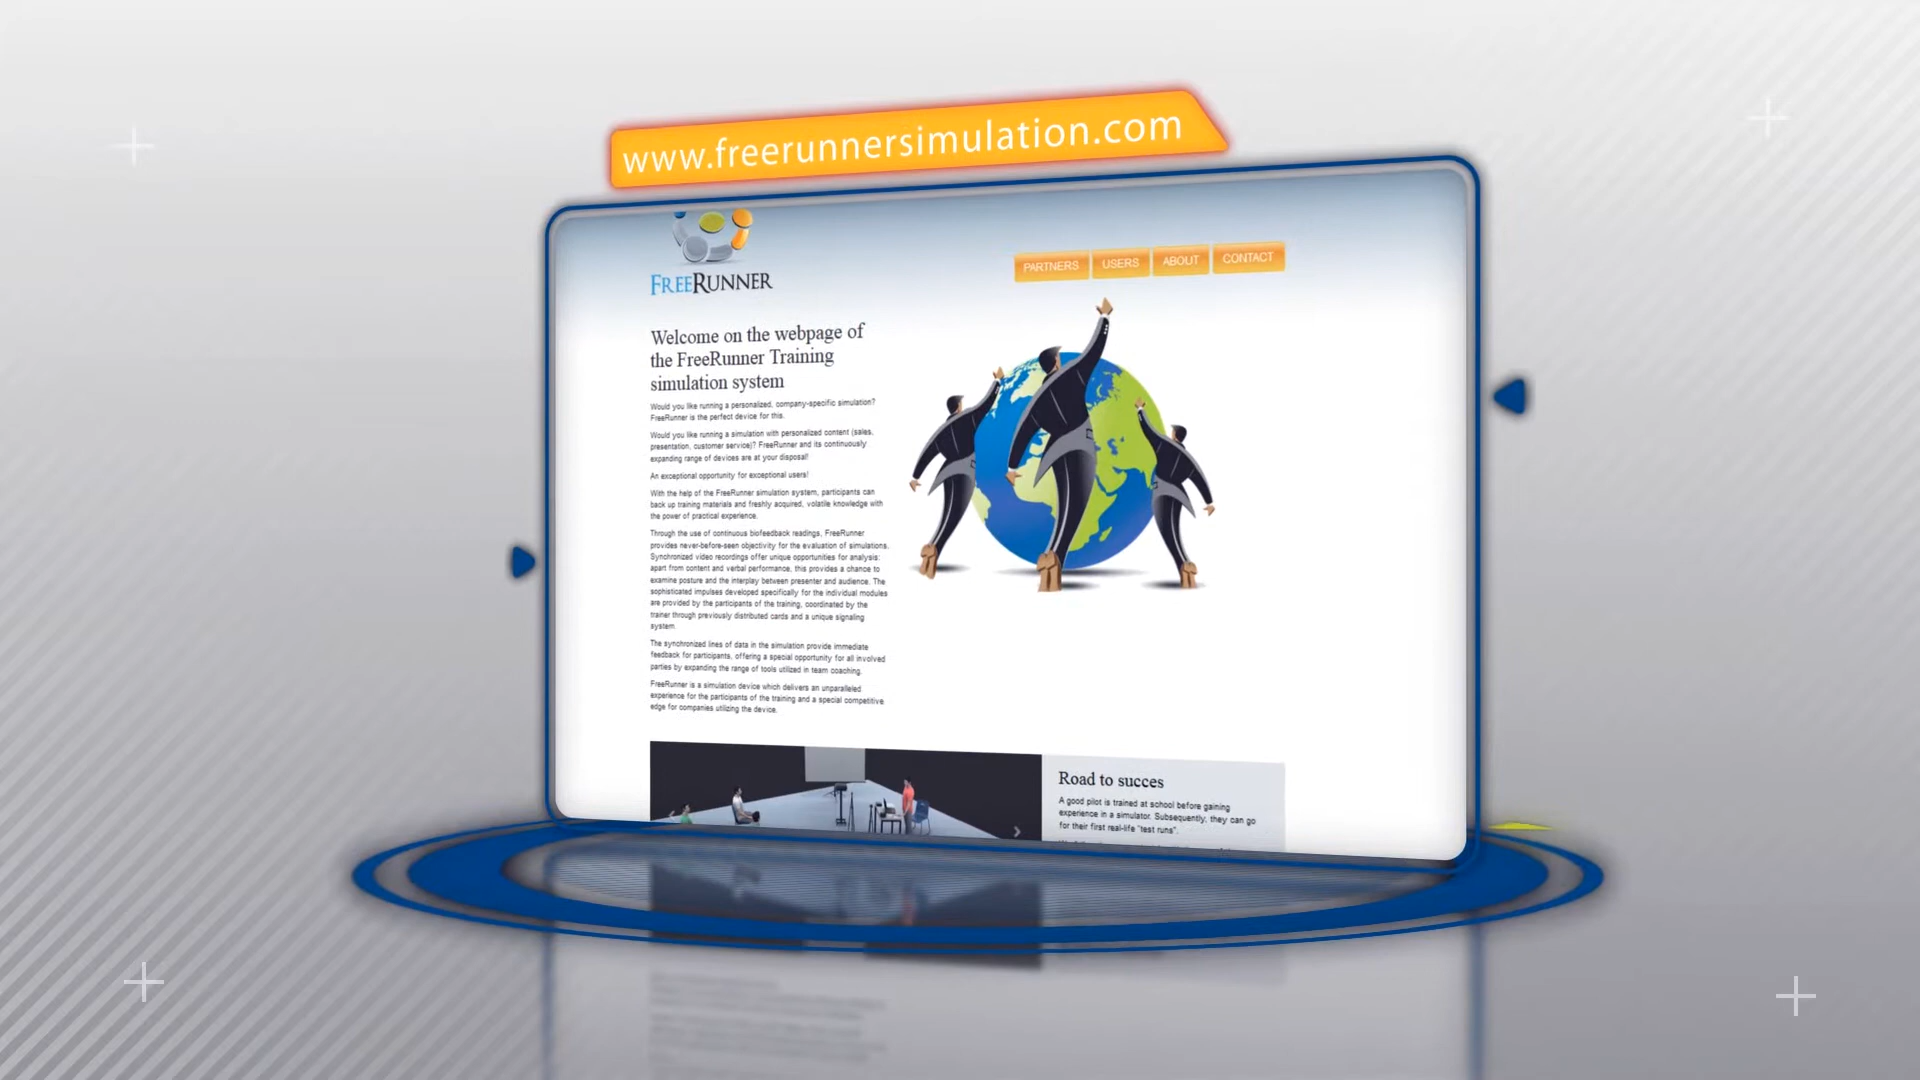 www.freerunnersimulation.com
FREERUNNER
PARTNERS USERS ABOUT CONTACT
Welcome on the webpage of
the FreeRunner Training
simulation system
Would you like running a personalized, company-specific simulation?
FreeRunner is the perfect device for this.
Would you like running a simulation with personalized content (sales,
presentation, customer service)? FreeRunner and its continuously
expanding range of devices are at your disposal!
An exceptional opportunity for exceptional users!
With the help of the FreeRunner simulation system, participants can
back up training materials and freshly acquired, volatile knowledge with
the power of practical experience.
Through the use of continuous biofeedback readings, FreeRunner
provides never-before-seen objectivity for the evaluation of simulations.
Synchronized video recordings offer unique opportunities for analysis:
apart from content and verbal performance, this provides a chance to
examine posture and the interplay between presenter and audience. The
sophisticated impulses developed specifically for the individual modules
are provided by the participants of the training, coordinated by the
trainer through previously distributed cards and a unique signaling
system.
The synchronized lines of data in the simulation provide immediate
feedback for participants, offering a special opportunity for all involved
parties by expanding the range of tools utilized in team coaching.
FreeRunner is a simulation device which delivers an unparalleled
experience for the participants of the training and a special competitive
edge for companies utilizing the device.
Road to succes
A good pilot is trained at school before gaining
experience in a simulator. Subsequently, they can go
for their first real-life "test runs".